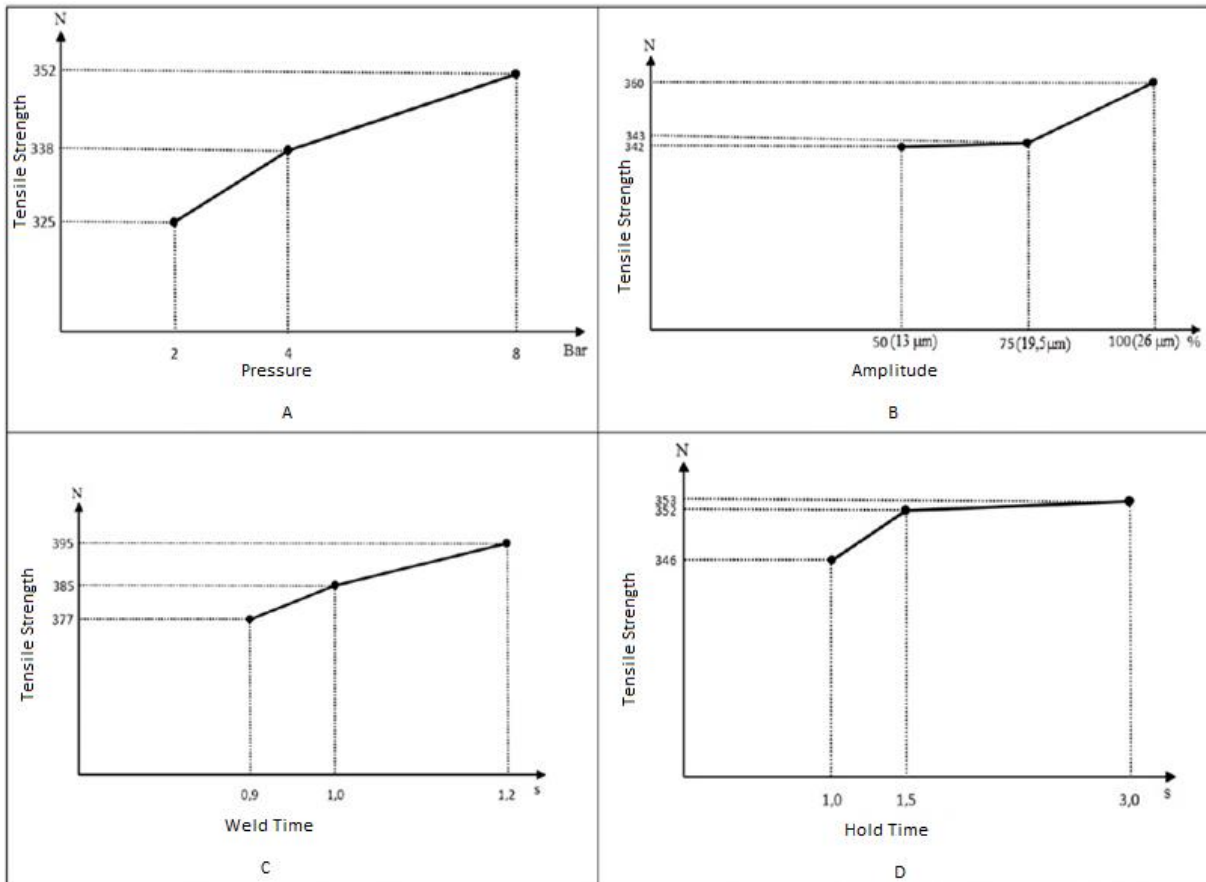 N
352
338
325
Tensile Strength
2
4
8
Bar
Pressure
A
N
360
343
342
Tensile Strength
50 (13 μm)
75 (19,5 μm)
100 (26 μm) %
Amplitude
B
N
395
385
377
Tensile Strength
0,9
1,0
1,2
s
Weld Time
C
N
353
352
346
Tensile Strength
1,0
1,5
3,0
s
Hold Time
D